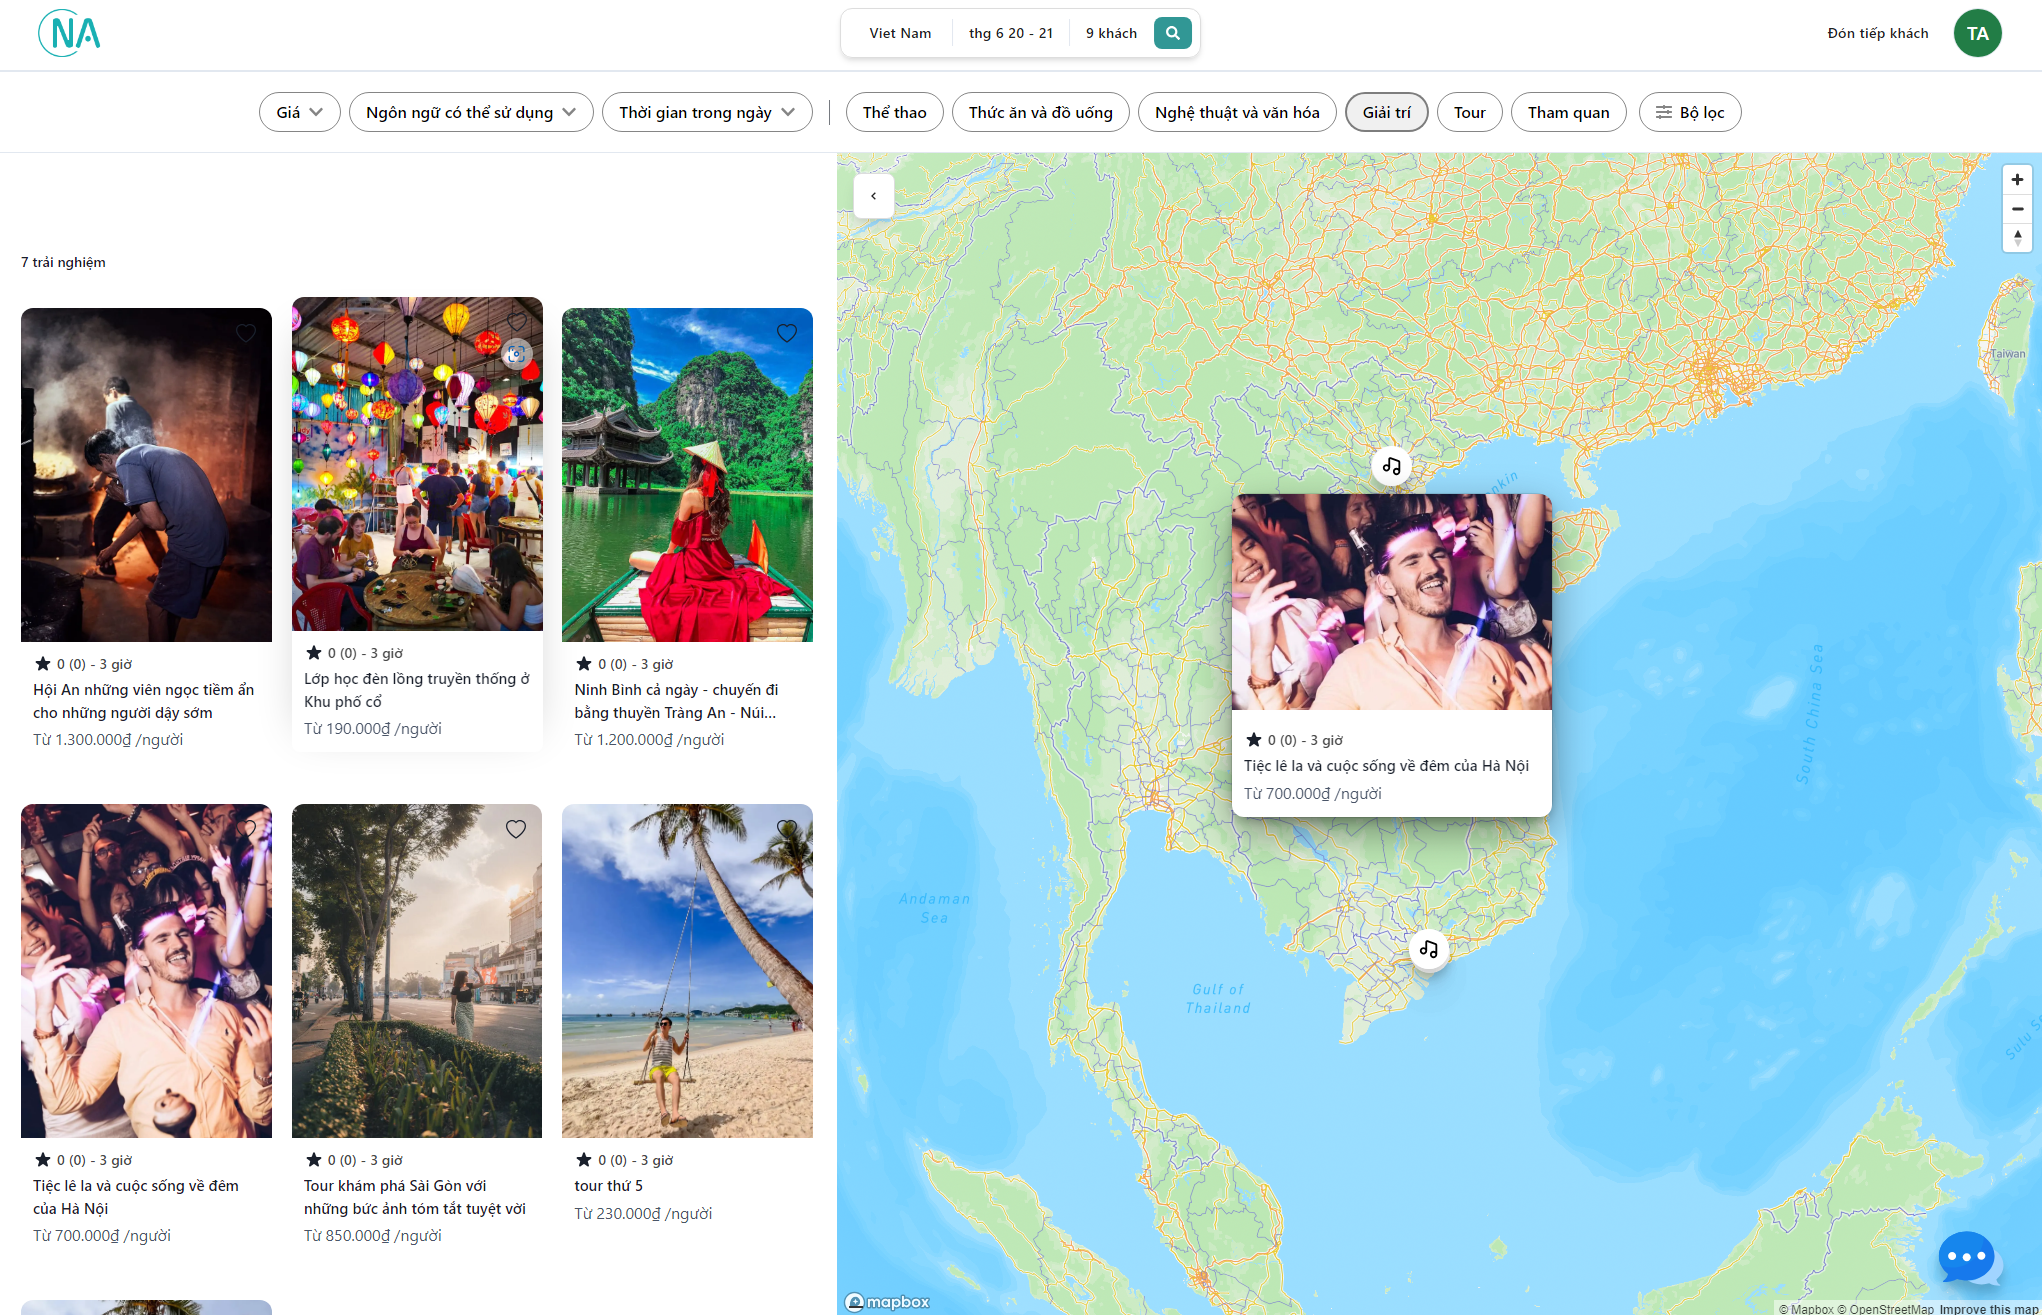 NA
Viet Nam
thg 6 20 - 21
9 khách
Đón tiếp khách
TA
Giá
Ngôn ngữ có thể sử dụng
Thời gian trong ngày
Thể thao
Thức ăn và đồ uống
Nghệ thuật và văn hóa
Giải trí
Tour
Tham quan
Bộ lọc
7 trải nghiệm
0 (0) - 3 giờ
Hội An những viên ngọc tiềm ẩn
cho những người dậy sớm
Từ 1.300.000₫ /người
0 (0) - 3 giờ
Lớp học đèn lồng truyền thống ở
Khu phố cổ
Từ 190.000₫ /người
0 (0) - 3 giờ
Ninh Bình cả ngày - chuyến đi
bằng thuyền Tràng An - Núi...
Từ 1.200.000₫ /người
0 (0) - 3 giờ
Tiệc lê la và cuộc sống về đêm
của Hà Nội
Từ 700.000₫ /người
0 (0) - 3 giờ
Tour khám phá Sài Gòn với
những bức ảnh tóm tắt tuyệt vời
Từ 850.000₫ /người
0 (0) - 3 giờ
tour thứ 5
Từ 230.000₫ /người
Taiwan
0 (0) - 3 giờ
Tiệc lê la và cuộc sống về đêm của Hà Nội
Từ 700.000₫ /người
South China Sea
Andaman
Sea
Gulf of
Thailand
Sulu
mapbox
© Mapbox © OpenStreetMap Improve this map